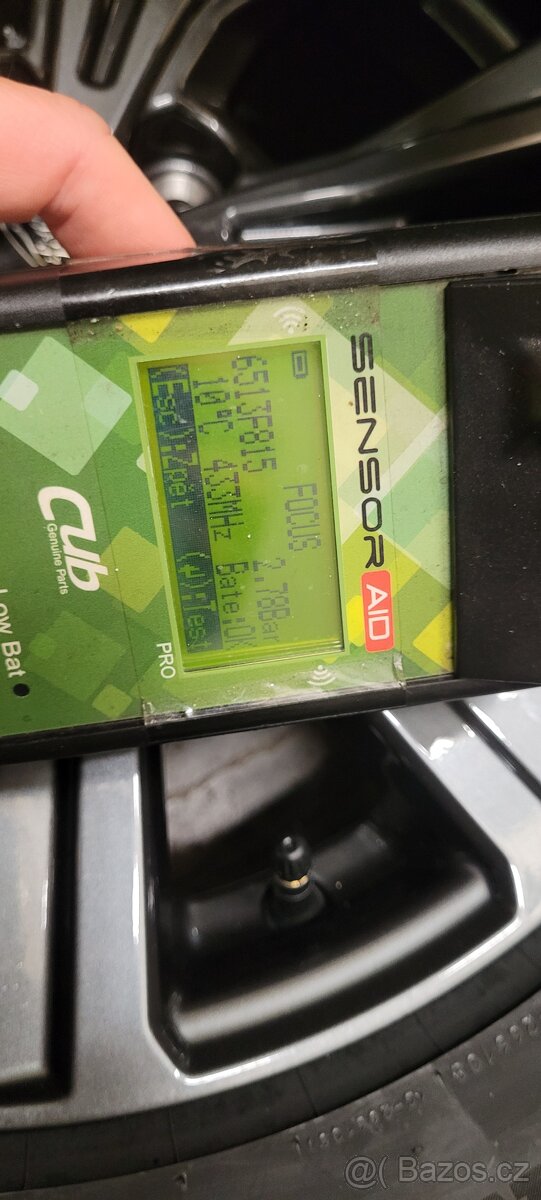 SENSOR AID
FOCUS
6513F815 2.78Bar
10°C 433MHz Bate:OK
(Esc):Zpět (↲):Test
PRO
cub
Genuine Parts
Low Bat
Bazos.cz